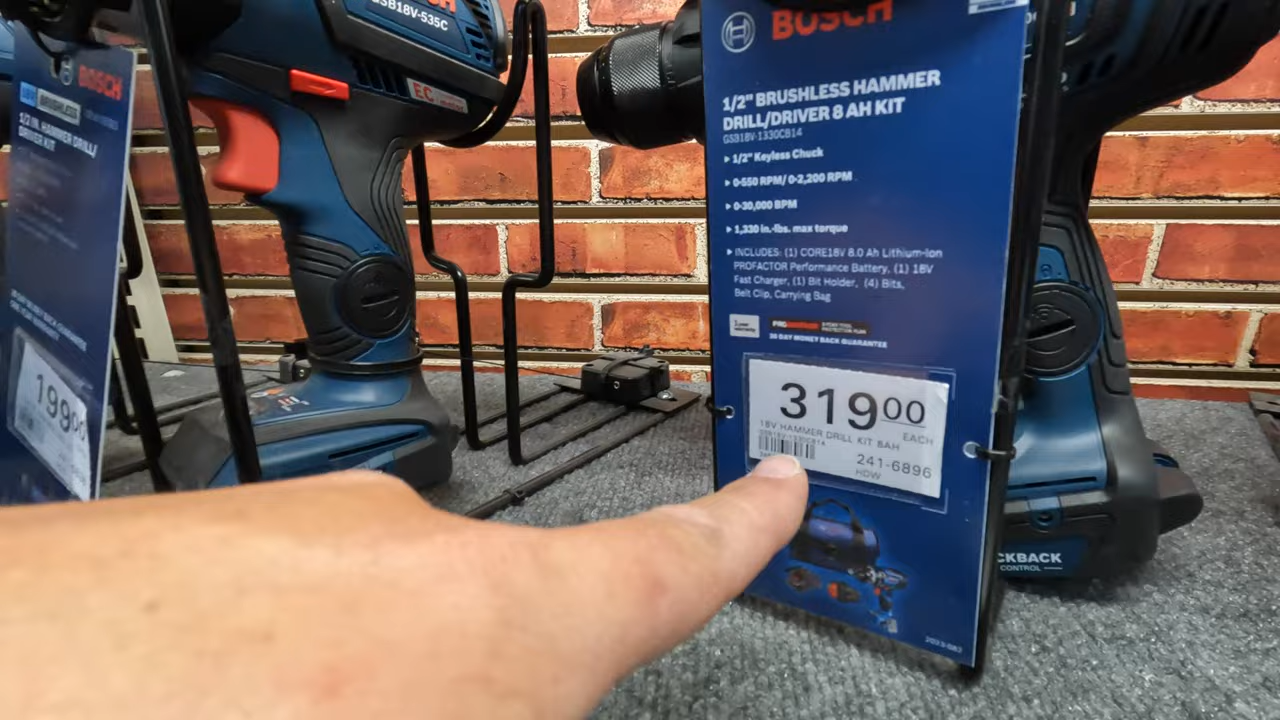 BOSCH
GSB18V-535C
EC
BOSCH
BRUSHLESS
1/2 IN. HAMMER DRILL/
DRIVER KIT
199 00
BOSCH
1/2" BRUSHLESS HAMMER
DRILL/DRIVER 8 AH KIT
GSB18V-1330CB14
1/2" Keyless Chuck
0-550 RPM/ 0-2,200 RPM
0-30,000 BPM
1,330 in.-lbs. max torque
INCLUDES: (1) CORE18V 8.0 Ah Lithium-Ion
PROFACTOR Performance Battery, (1) 18V
Fast Charger, (1) Bit Holder, (4) Bits,
Belt Clip, Carrying Bag
30 DAY MONEY BACK GUARANTEE
319 00
EACH
18V HAMMER DRILL KIT 8AH
241-6896
HDW
CKBACK
CONTROL